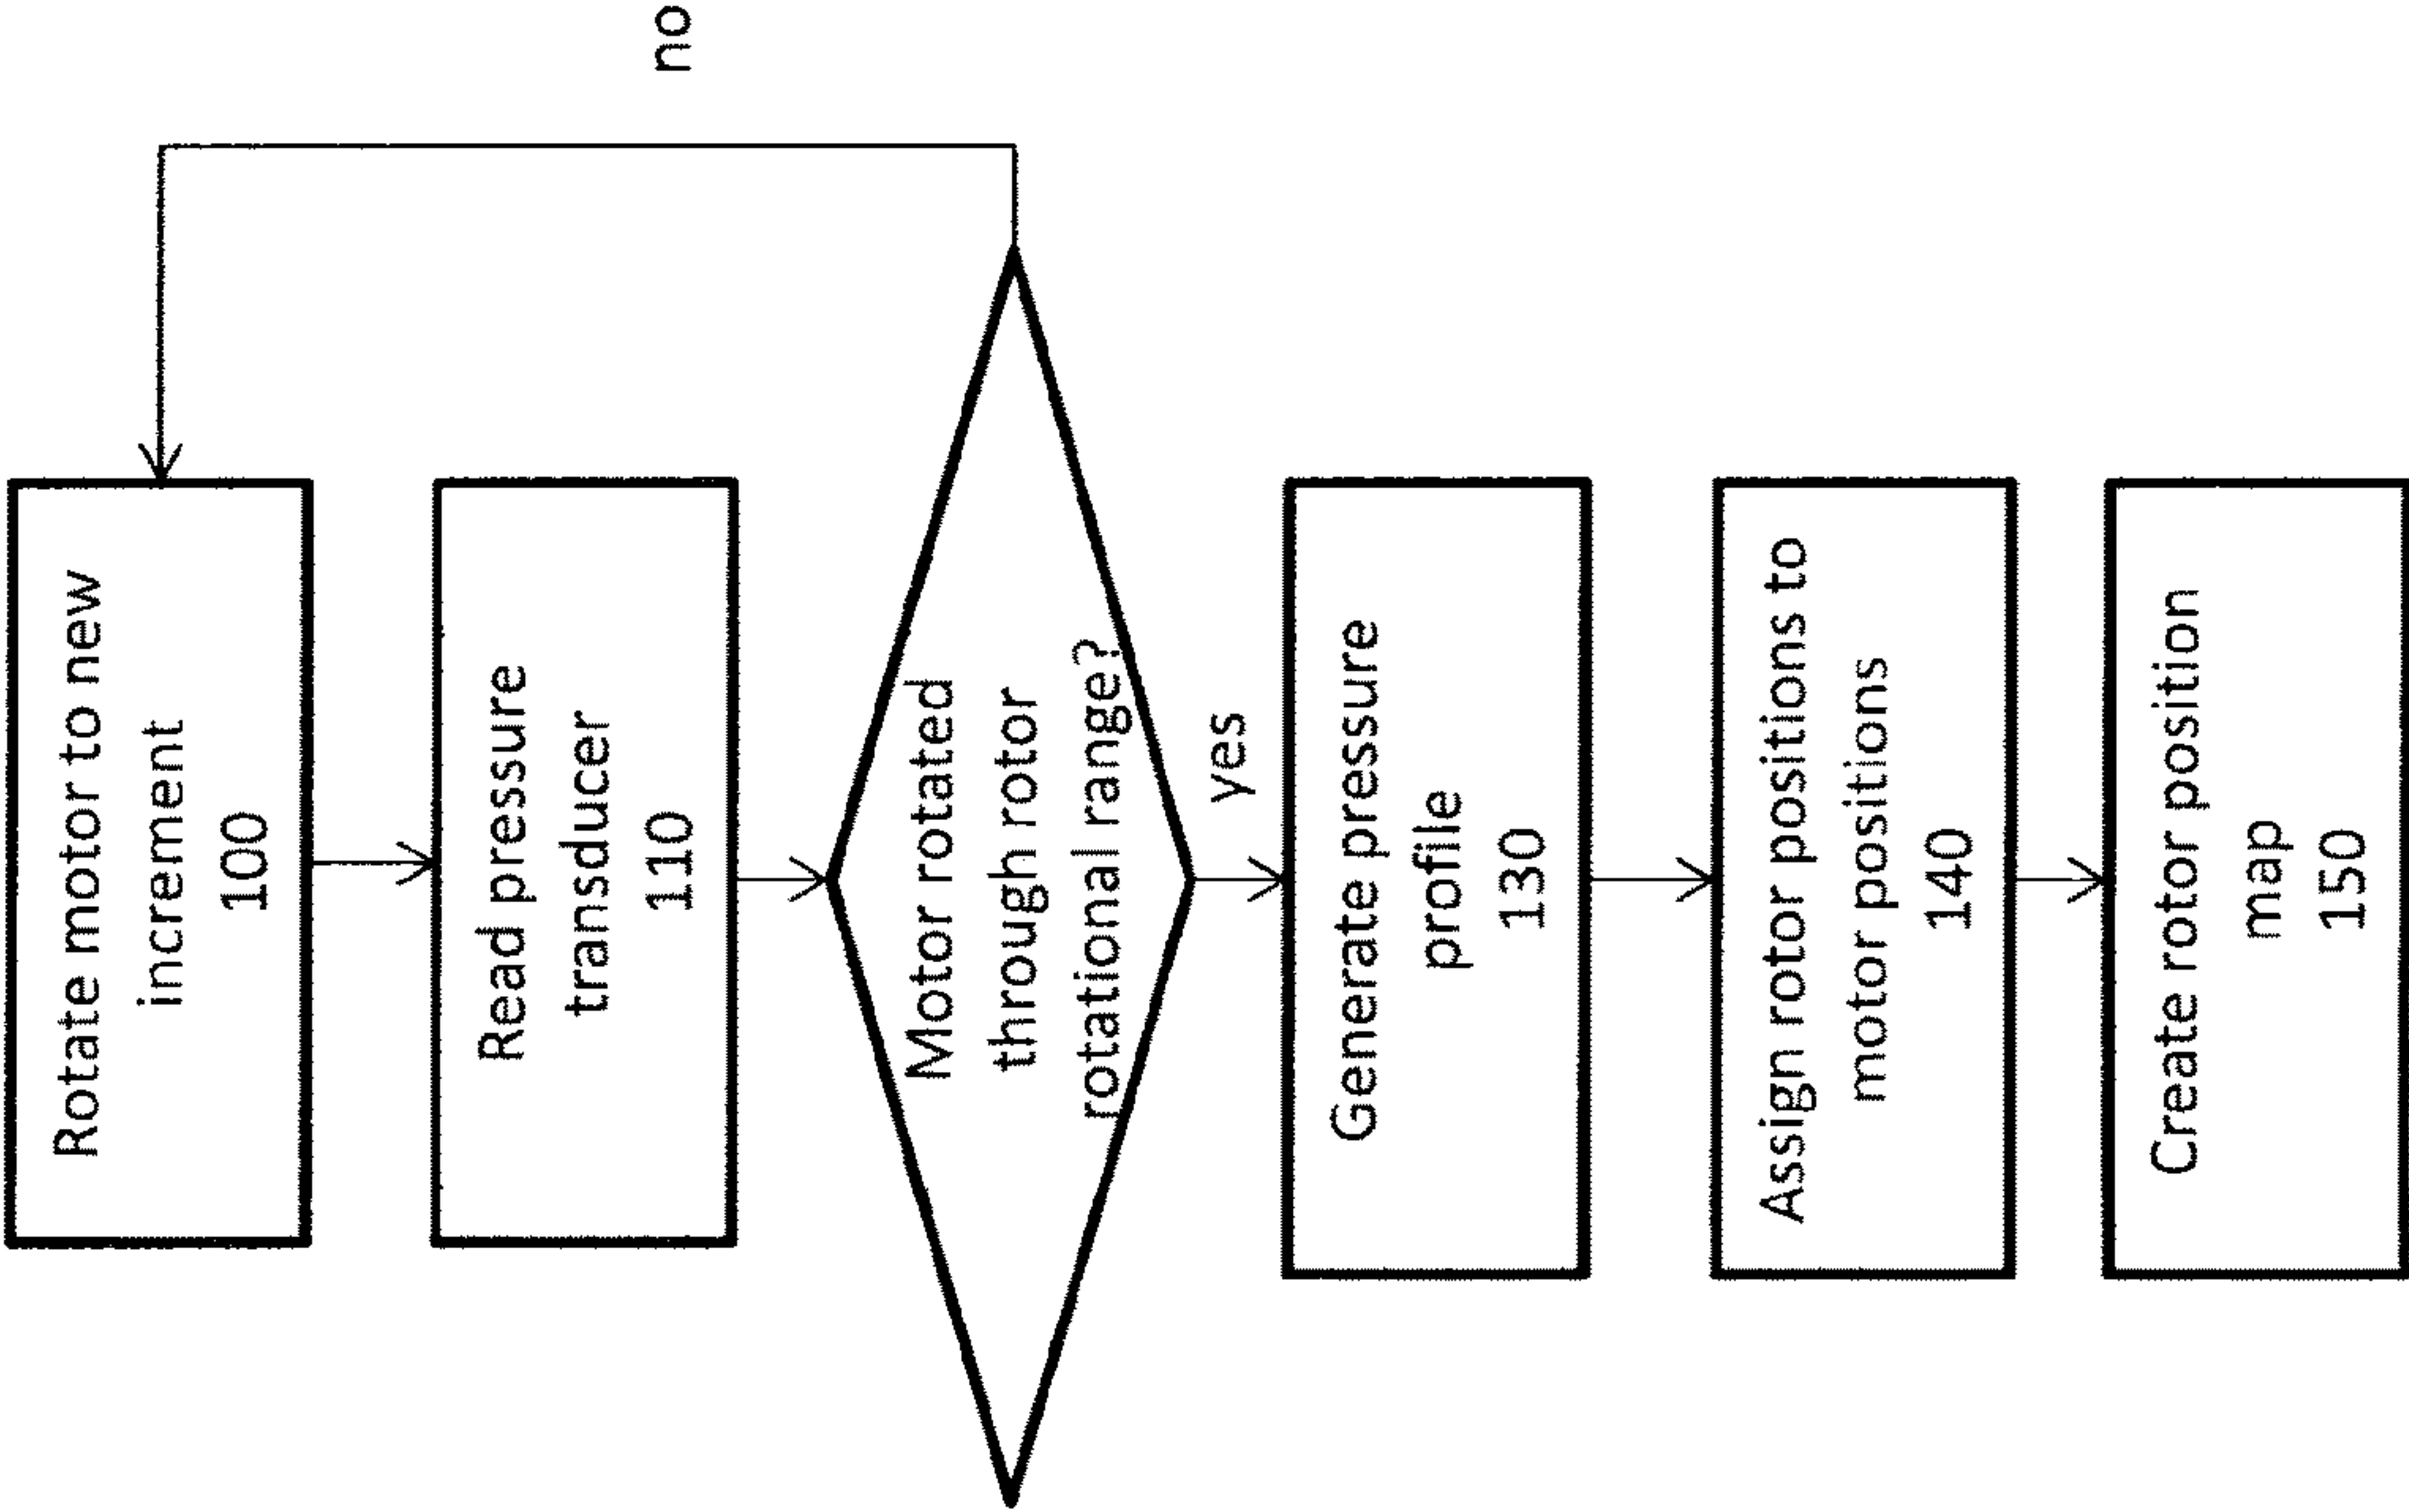 Rotate motor to new
increment
100
Read pressure
transducer
110
Motor rotated
through rotor
rotational range?
no
yes
Generate pressure
profile
130
Assign rotor positions to
motor positions
140
Create rotor position
map
150